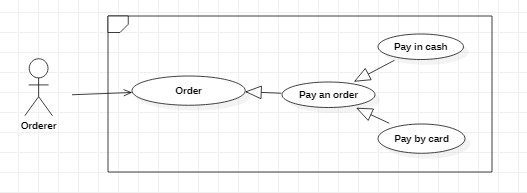 Pay in cash
Order
Pay an order
Orderer
Pay by card